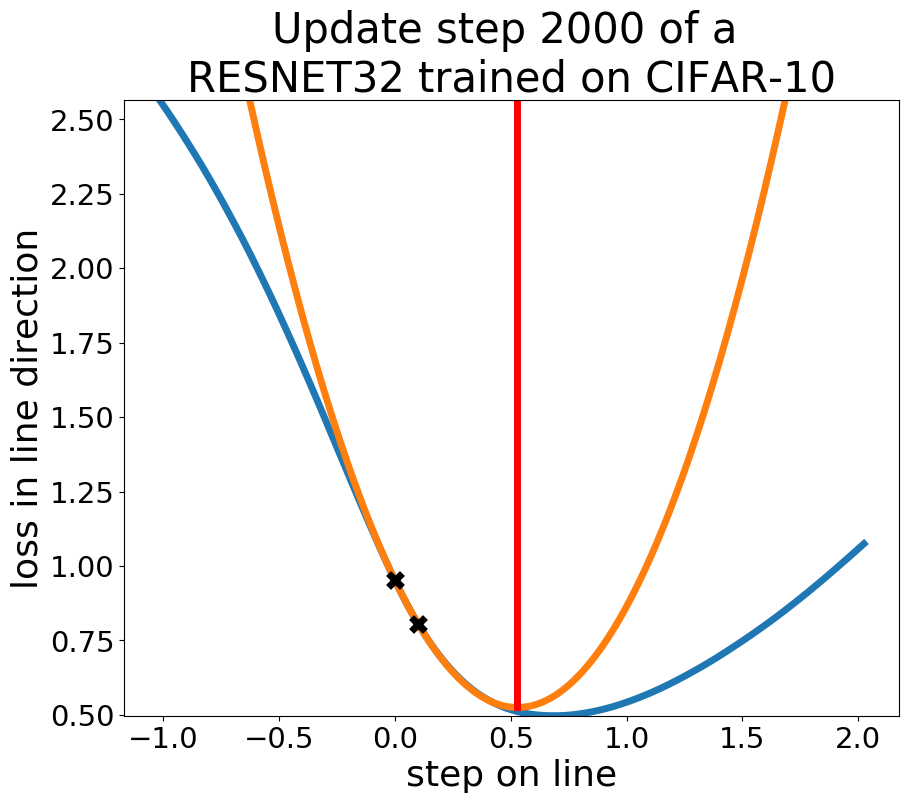 Update step 2000 of a
RESNET32 trained on CIFAR-10
loss in line direction
2.50
2.25
2.00
1.75
1.50
1.25
1.00
0.75
0.50
−1.0 −0.5 0.0 0.5 1.0 1.5 2.0
step on line